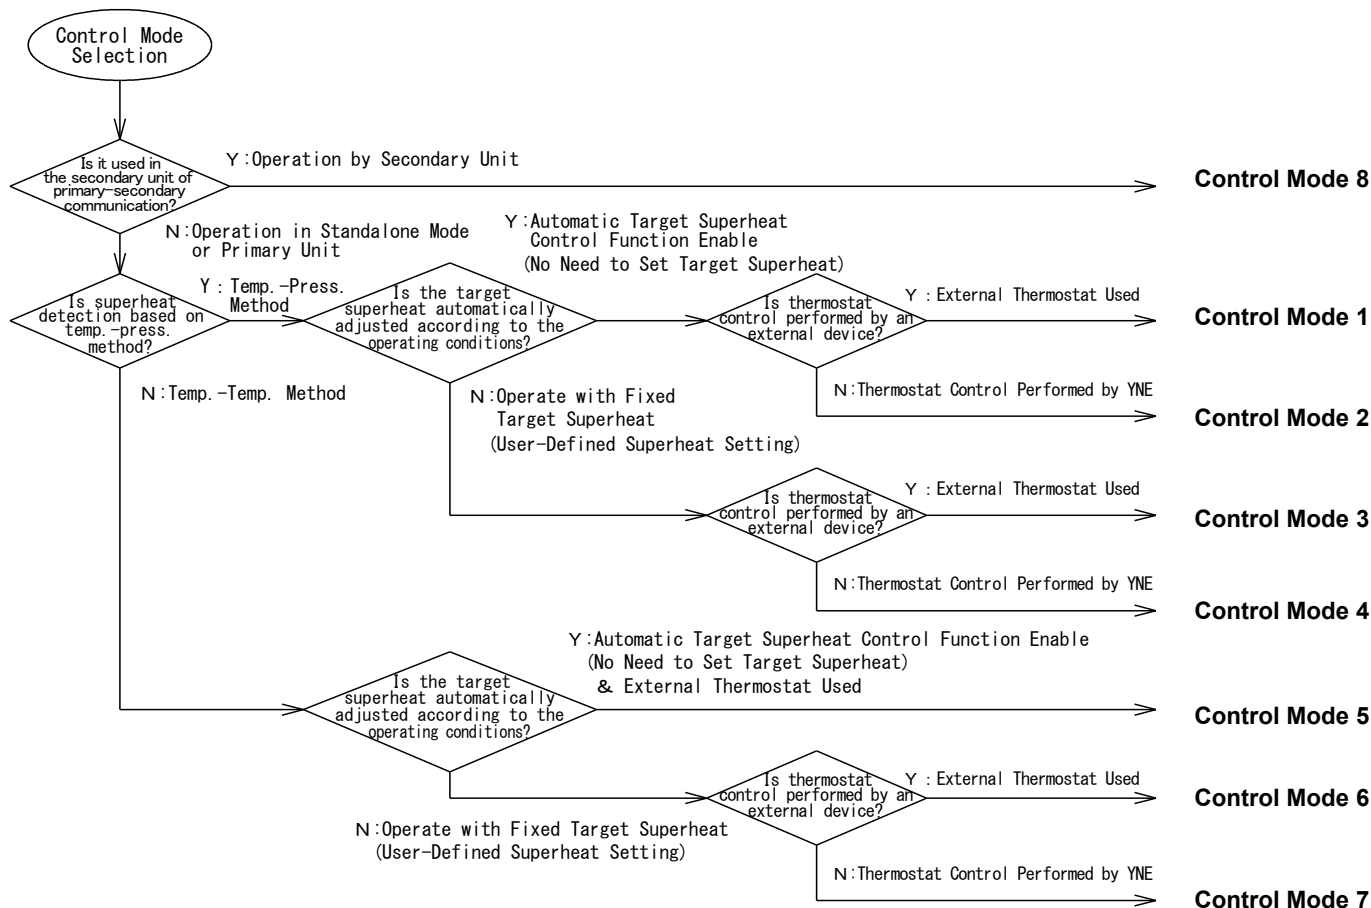 Control Mode
Selection
Is it used in
the secondary unit of
primary-secondary
communication?
Y:Operation by Secondary Unit
Control Mode 8
N:Operation in Standalone Mode
or Primary Unit
Is superheat
detection based on
temp.-press.
method?
Y:Temp.-Press.
Method
Is the target
superheat automatically
adjusted according to the
operating conditions?
Y:Automatic Target Superheat
Control Function Enable
(No Need to Set Target Superheat)
Is thermostat
control performed by an
external device?
Y:External Thermostat Used
Control Mode 1
N:Thermostat Control Performed by YNE
Control Mode 2
N:Temp.-Temp. Method
N:Operate with Fixed
Target Superheat
(User-Defined Superheat Setting)
Is thermostat
control performed by an
external device?
Y:External Thermostat Used
Control Mode 3
N:Thermostat Control Performed by YNE
Control Mode 4
Is the target
superheat automatically
adjusted according to the
operating conditions?
Y:Automatic Target Superheat Control Function Enable
(No Need to Set Target Superheat)
& External Thermostat Used
Control Mode 5
N:Operate with Fixed Target Superheat
(User-Defined Superheat Setting)
Is thermostat
control performed by an
external device?
Y:External Thermostat Used
Control Mode 6
N:Thermostat Control Performed by YNE
Control Mode 7